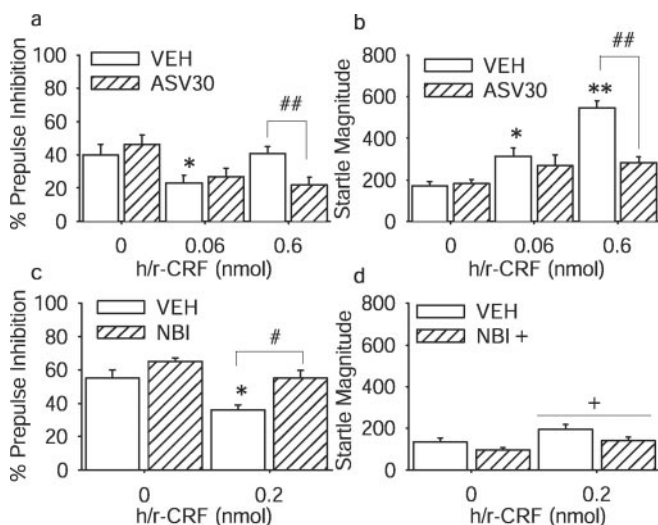 a
VEH
ASV30
% Prepulse Inhibition
100
80
60
40
20
0
*
##
0 0.06 0.6
h/r-CRF (nmol)
b
VEH
ASV30
Startle Magnitude
800
600
400
200
0
*
**
##
0 0.06 0.6
h/r-CRF (nmol)
c
VEH
NBI
% Prepulse Inhibition
100
80
60
40
20
0
*
#
0 0.2
h/r-CRF (nmol)
d
VEH
NBI +
Startle Magnitude
800
600
400
200
0
+
0 0.2
h/r-CRF (nmol)